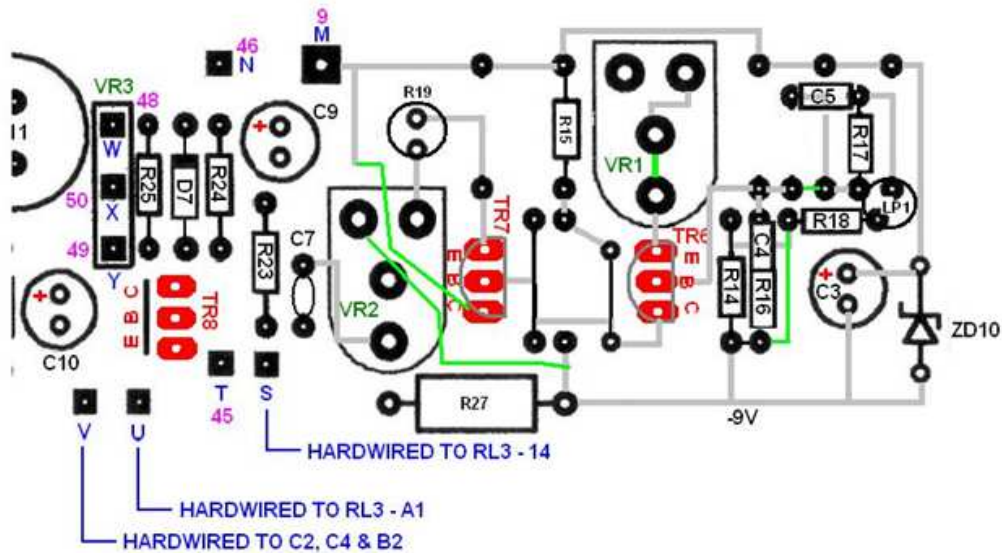 9
M
46
N
VR3
48
C9
R19
C5
R15
I1
W
VR1
R17
R25
D7
R24
50
X
LP1
TR7
R18
TR6
49
C7
R23
E
B
C
E
B
C
C4
Y
VR2
R14
R16
C3
E B C
TR8
ZD10
C10
T
45
S
R27
-9V
V
U
HARDWIRED TO RL3 - 14
HARDWIRED TO RL3 - A1
HARDWIRED TO C2, C4 & B2